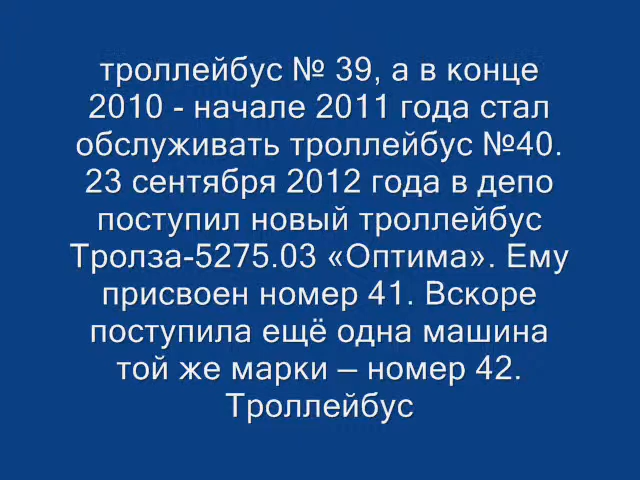 троллейбус № 39, а в конце
2010 - начале 2011 года стал
обслуживать троллейбус №40.
23 сентября 2012 года в депо
поступил новый троллейбус
Тролза-5275.03 «Оптима». Ему
присвоен номер 41. Вскоре
поступила ещё одна машина
той же марки – номер 42.
Троллейбус